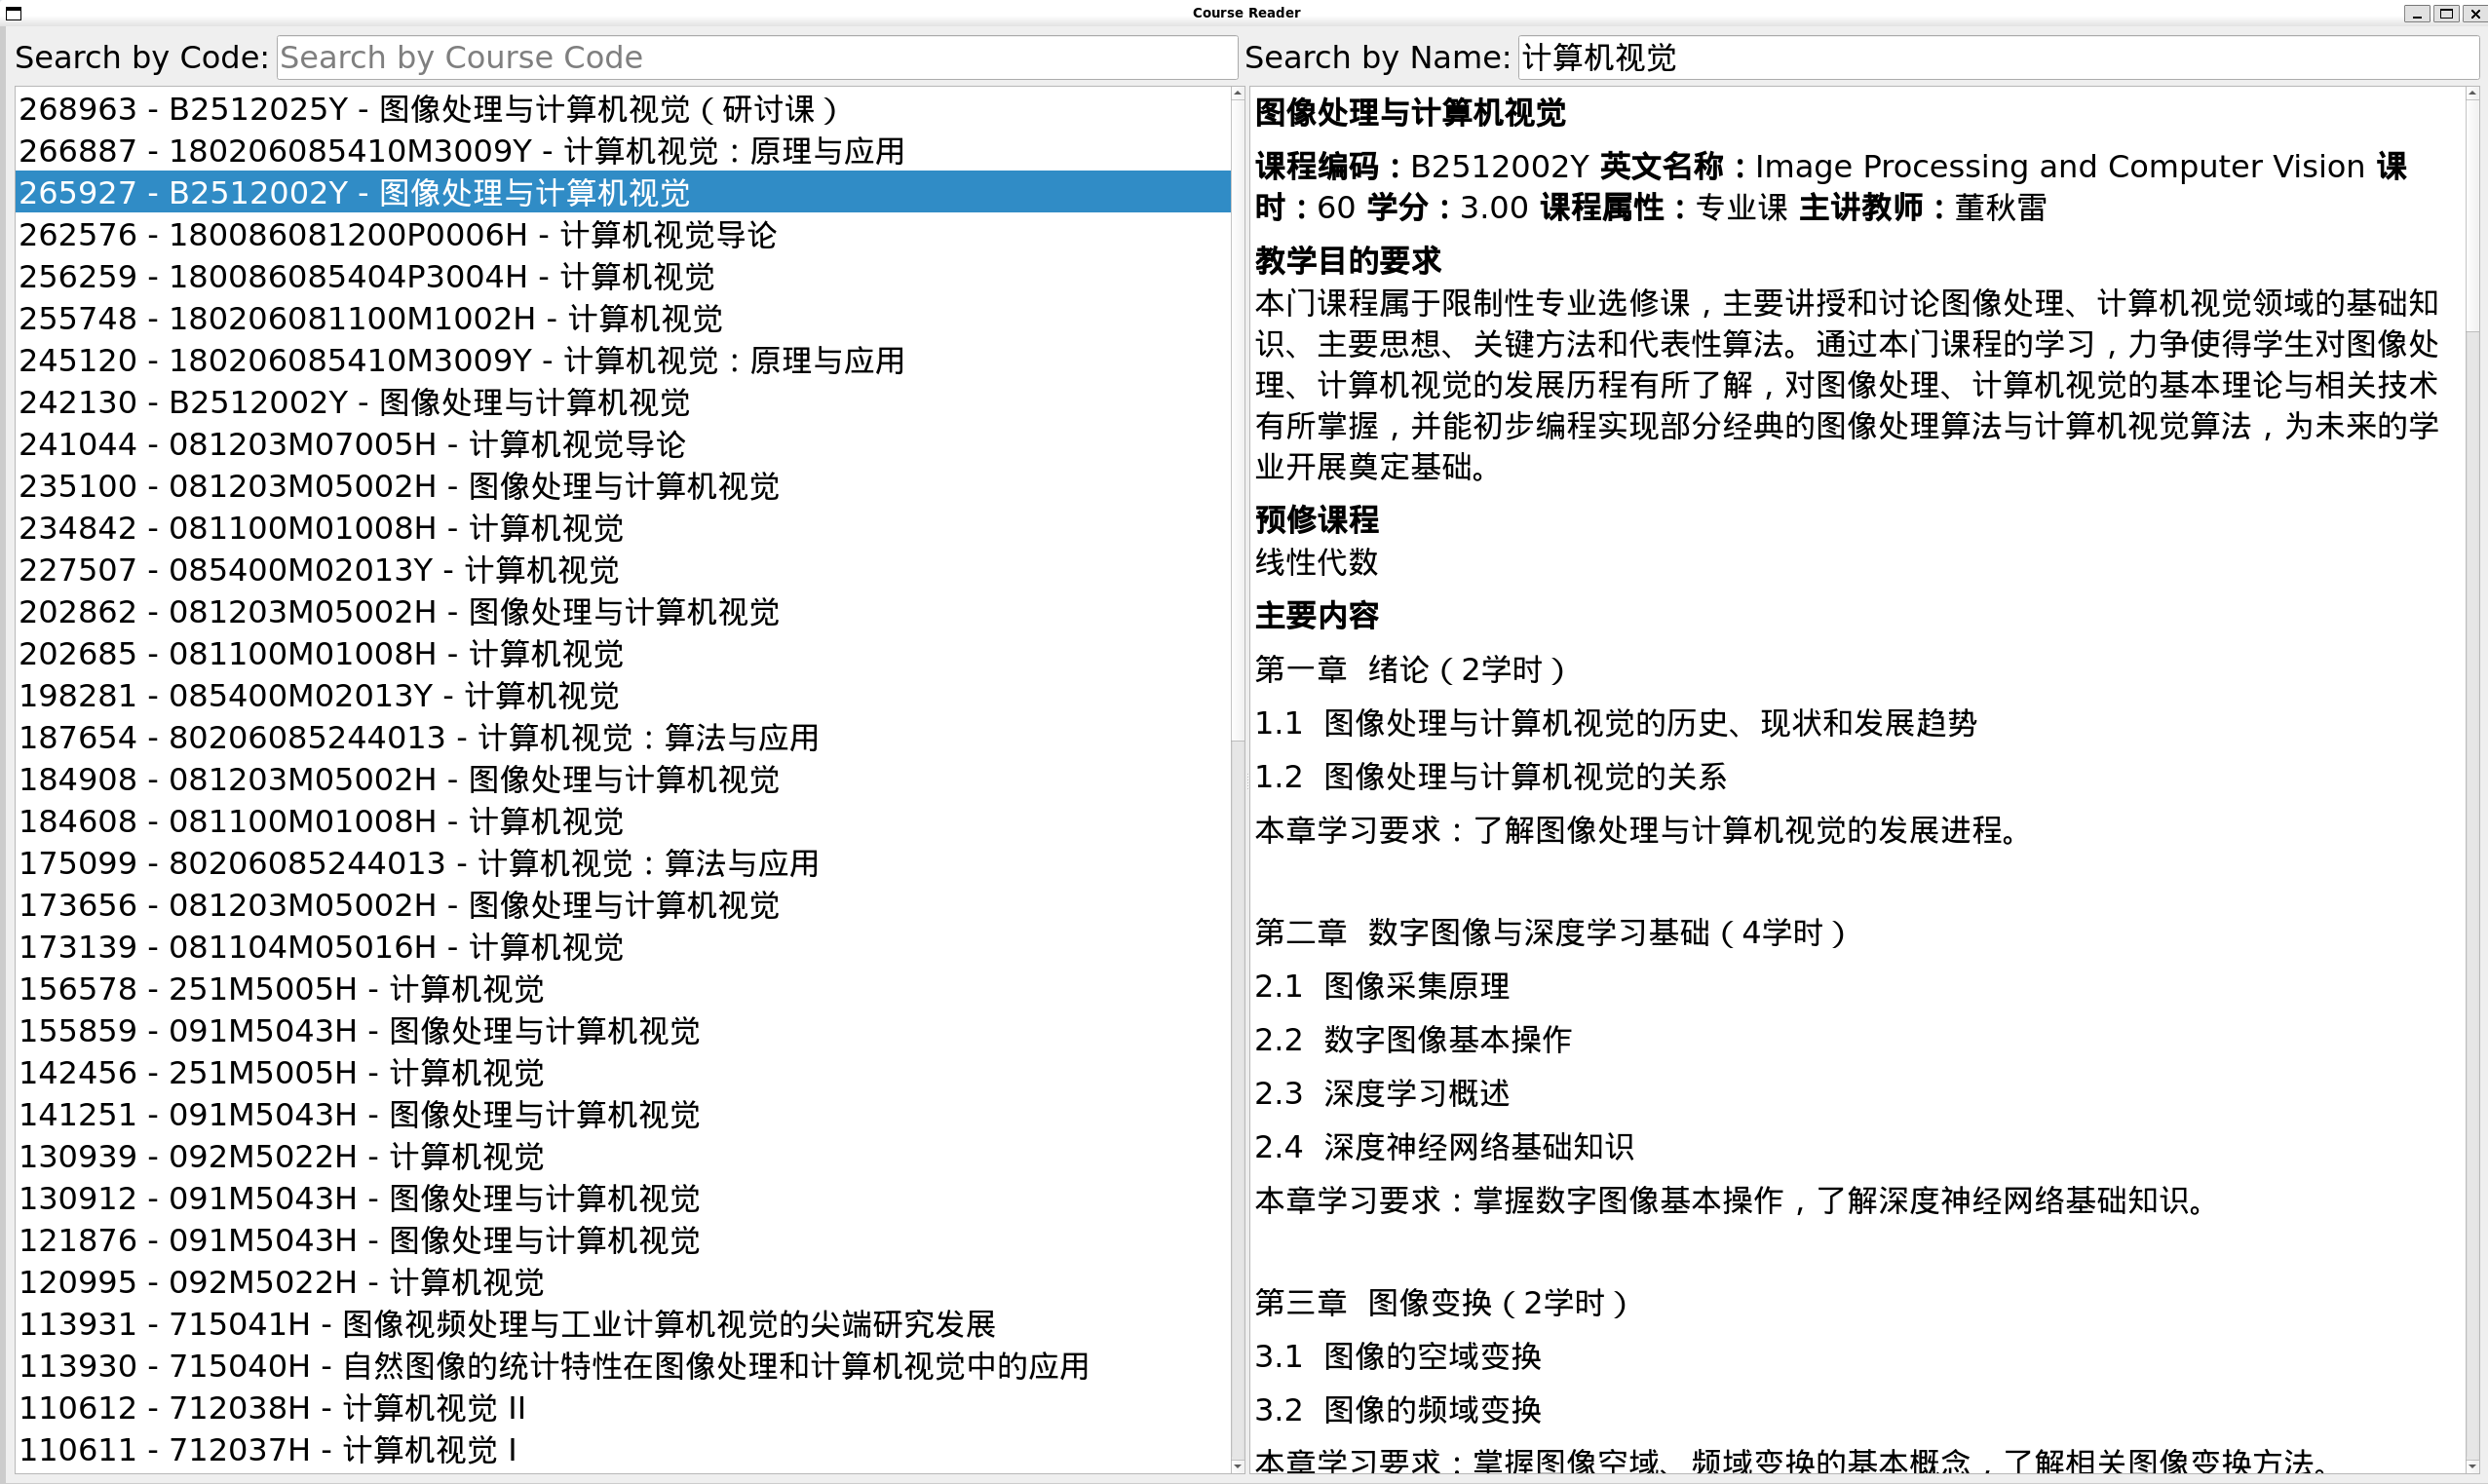 Course Reader
Search by Code: Search by Course Code
Search by Name: 计算机视觉
268963 - B2512025Y - 图像处理与计算机视觉（研讨课）
266887 - 180206085410M3009Y - 计算机视觉：原理与应用
265927 - B2512002Y - 图像处理与计算机视觉
262576 - 180086081200P0006H - 计算机视觉导论
256259 - 180086085404P3004H - 计算机视觉
255748 - 180206081100M1002H - 计算机视觉
245120 - 180206085410M3009Y - 计算机视觉：原理与应用
242130 - B2512002Y - 图像处理与计算机视觉
241044 - 081203M07005H - 计算机视觉导论
235100 - 081203M05002H - 图像处理与计算机视觉
234842 - 081100M01008H - 计算机视觉
227507 - 085400M02013Y - 计算机视觉
202862 - 081203M05002H - 图像处理与计算机视觉
202685 - 081100M01008H - 计算机视觉
198281 - 085400M02013Y - 计算机视觉
187654 - 80206085244013 - 计算机视觉：算法与应用
184908 - 081203M05002H - 图像处理与计算机视觉
184608 - 081100M01008H - 计算机视觉
175099 - 80206085244013 - 计算机视觉：算法与应用
173656 - 081203M05002H - 图像处理与计算机视觉
173139 - 081104M05016H - 计算机视觉
156578 - 251M5005H - 计算机视觉
155859 - 091M5043H - 图像处理与计算机视觉
142456 - 251M5005H - 计算机视觉
141251 - 091M5043H - 图像处理与计算机视觉
130939 - 092M5022H - 计算机视觉
130912 - 091M5043H - 图像处理与计算机视觉
121876 - 091M5043H - 图像处理与计算机视觉
120995 - 092M5022H - 计算机视觉
113931 - 715041H - 图像视频处理与工业计算机视觉的尖端研究发展
113930 - 715040H - 自然图像的统计特性在图像处理和计算机视觉中的应用
110612 - 712038H - 计算机视觉 II
110611 - 712037H - 计算机视觉 I
图像处理与计算机视觉
课程编码：B2512002Y 英文名称：Image Processing and Computer Vision 课
时：60 学分：3.00 课程属性：专业课 主讲教师：董秋雷
教学目的要求
本门课程属于限制性专业选修课，主要讲授和讨论图像处理、计算机视觉领域的基础知
识、主要思想、关键方法和代表性算法。通过本门课程的学习，力争使得学生对图像处
理、计算机视觉的发展历程有所了解，对图像处理、计算机视觉的基本理论与相关技术
有所掌握，并能初步编程实现部分经典的图像处理算法与计算机视觉算法，为未来的学
业开展奠定基础。
预修课程
线性代数
主要内容
第一章 绪论（2学时）
1.1 图像处理与计算机视觉的历史、现状和发展趋势
1.2 图像处理与计算机视觉的关系
本章学习要求：了解图像处理与计算机视觉的发展进程。
第二章 数字图像与深度学习基础（4学时）
2.1 图像采集原理
2.2 数字图像基本操作
2.3 深度学习概述
2.4 深度神经网络基础知识
本章学习要求：掌握数字图像基本操作，了解深度神经网络基础知识。
第三章 图像变换（2学时）
3.1 图像的空域变换
3.2 图像的频域变换
本章学习要求：掌握图像空域、频域变换的基本概念，了解相关图像变换方法。